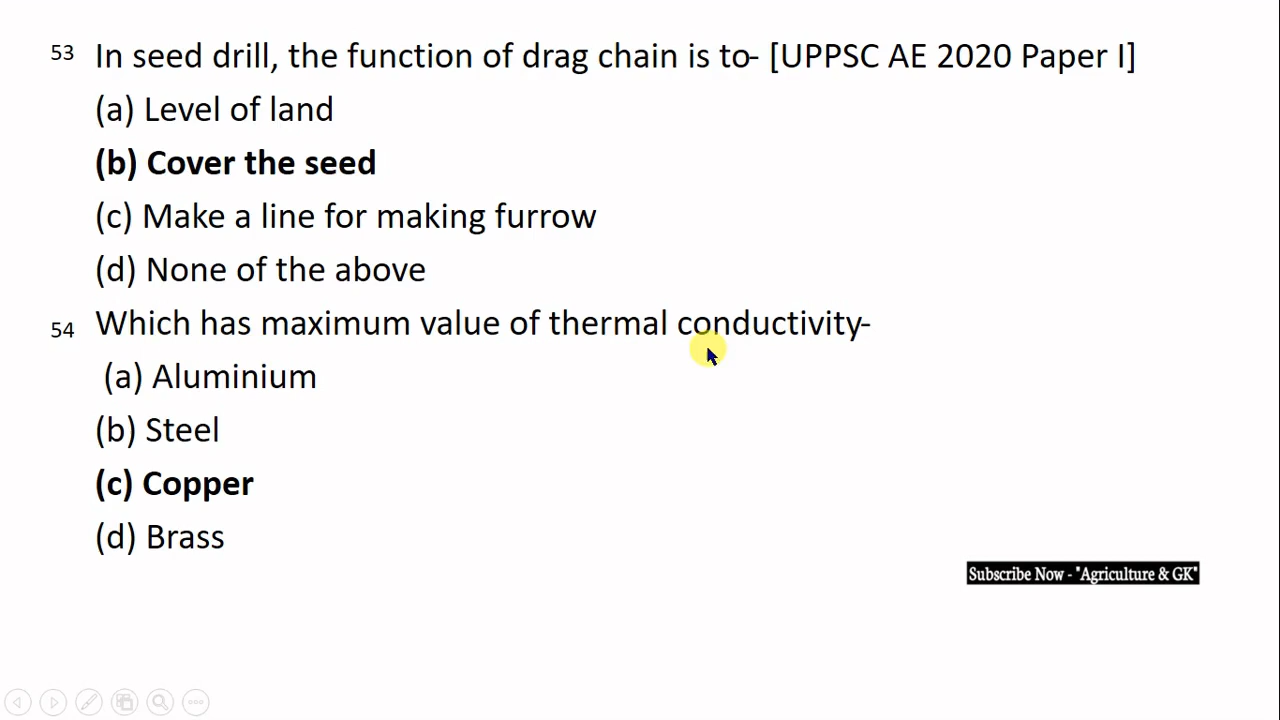 53 In seed drill, the function of drag chain is to- [UPPSC AE 2020 Paper I]
(a) Level of land
(b) Cover the seed
(c) Make a line for making furrow
(d) None of the above
54 Which has maximum value of thermal conductivity-
(a) Aluminium
(b) Steel
(c) Copper
(d) Brass
Subscribe Now - "Agriculture & GK"